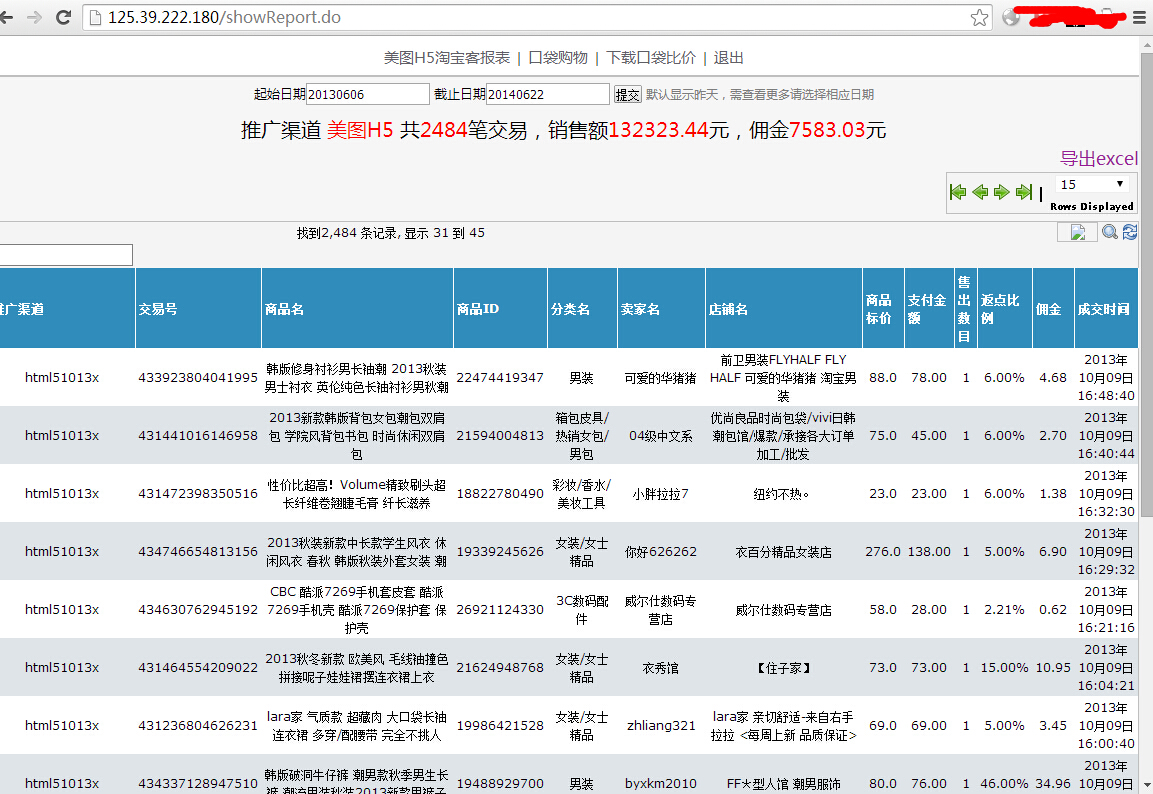 125.39.222.180/showReport.do
美图H5淘宝客报表 | 口袋购物 | 下载口袋比价 | 退出
起始日期 20130606 截止日期 20140622 提交 默认显示昨天，需查看更多请选择相应日期
推广渠道 美图H5 共2484笔交易，销售额132323.44元，佣金7583.03元
导出excel
15
Rows Displayed
找到2,484 条记录, 显示 31 到 45
推广渠道 交易号 商品名 商品ID 分类名 卖家名 店铺名 商品标价 支付金额 售出数目 返点比例 佣金 成交时间
html51013x 433923804041995 韩版修身衬衫男长袖潮 2013秋装男士衬衣 英伦纯色长袖衬衫男秋潮 22474419347 男装 可爱的华猪猪 前卫男装FLYHALF FLY HALF 可爱的华猪猪 淘宝男装 88.0 78.00 1 6.00% 4.68 2013年10月09日 16:48:40
html51013x 431441016146958 2013新款韩版背包女包潮包双肩包 学院风背包书包 时尚休闲双肩包 21594004813 箱包皮具/热销女包/男包 04级中文系 优尚良品时尚包袋/vivi日韩潮包馆/爆款/承接各大订单加工/批发 75.0 45.00 1 6.00% 2.70 2013年10月09日 16:40:44
html51013x 431472398350516 性价比超高！Volume精致刷头超长纤维卷翘睫毛膏 纤长滋养 18822780490 彩妆/香水/美妆工具 小胖拉拉7 纽约不热。 23.0 23.00 1 6.00% 1.38 2013年10月09日 16:32:30
html51013x 434746654813156 2013秋装新款中长款学生风衣 休闲风衣 春秋 韩版秋装外套女装 潮 19339245626 女装/女士精品 你好626262 衣百分精品女装店 276.0 138.00 1 5.00% 6.90 2013年10月09日 16:29:32
html51013x 434630762945192 CBC 酷派7269手机套皮套 酷派7269手机壳 酷派7269保护套 保护壳 26921124330 3C数码配件 威尔仕数码专营店 威尔仕数码专营店 58.0 28.00 1 2.21% 0.62 2013年10月09日 16:21:16
html51013x 431464554209022 2013秋冬新款 欧美风 毛线袖撞色拼接呢子娃娃裙摆连衣裙上衣 21624948768 女装/女士精品 衣秀馆 【住子家】 73.0 73.00 1 15.00% 10.95 2013年10月09日 16:04:21
html51013x 431236804626231 lara家 气质款 超藏肉 大口袋长袖连衣裙 多穿/配腰带 完全不挑人 19986421528 女装/女士精品 zhliang321 lara家 亲切舒适-来自右手拉拉 <每周上新 品质保证> 69.0 69.00 1 5.00% 3.45 2013年10月09日 16:00:40
html51013x 434337128947510 韩版破洞牛仔裤 潮男款秋季男生长裤 潮流男装秋装2013新款男裤子 19488929700 男装 byxkm2010 FF*型人馆 潮男服饰 80.0 76.00 1 46.00% 34.96 2013年10月09日